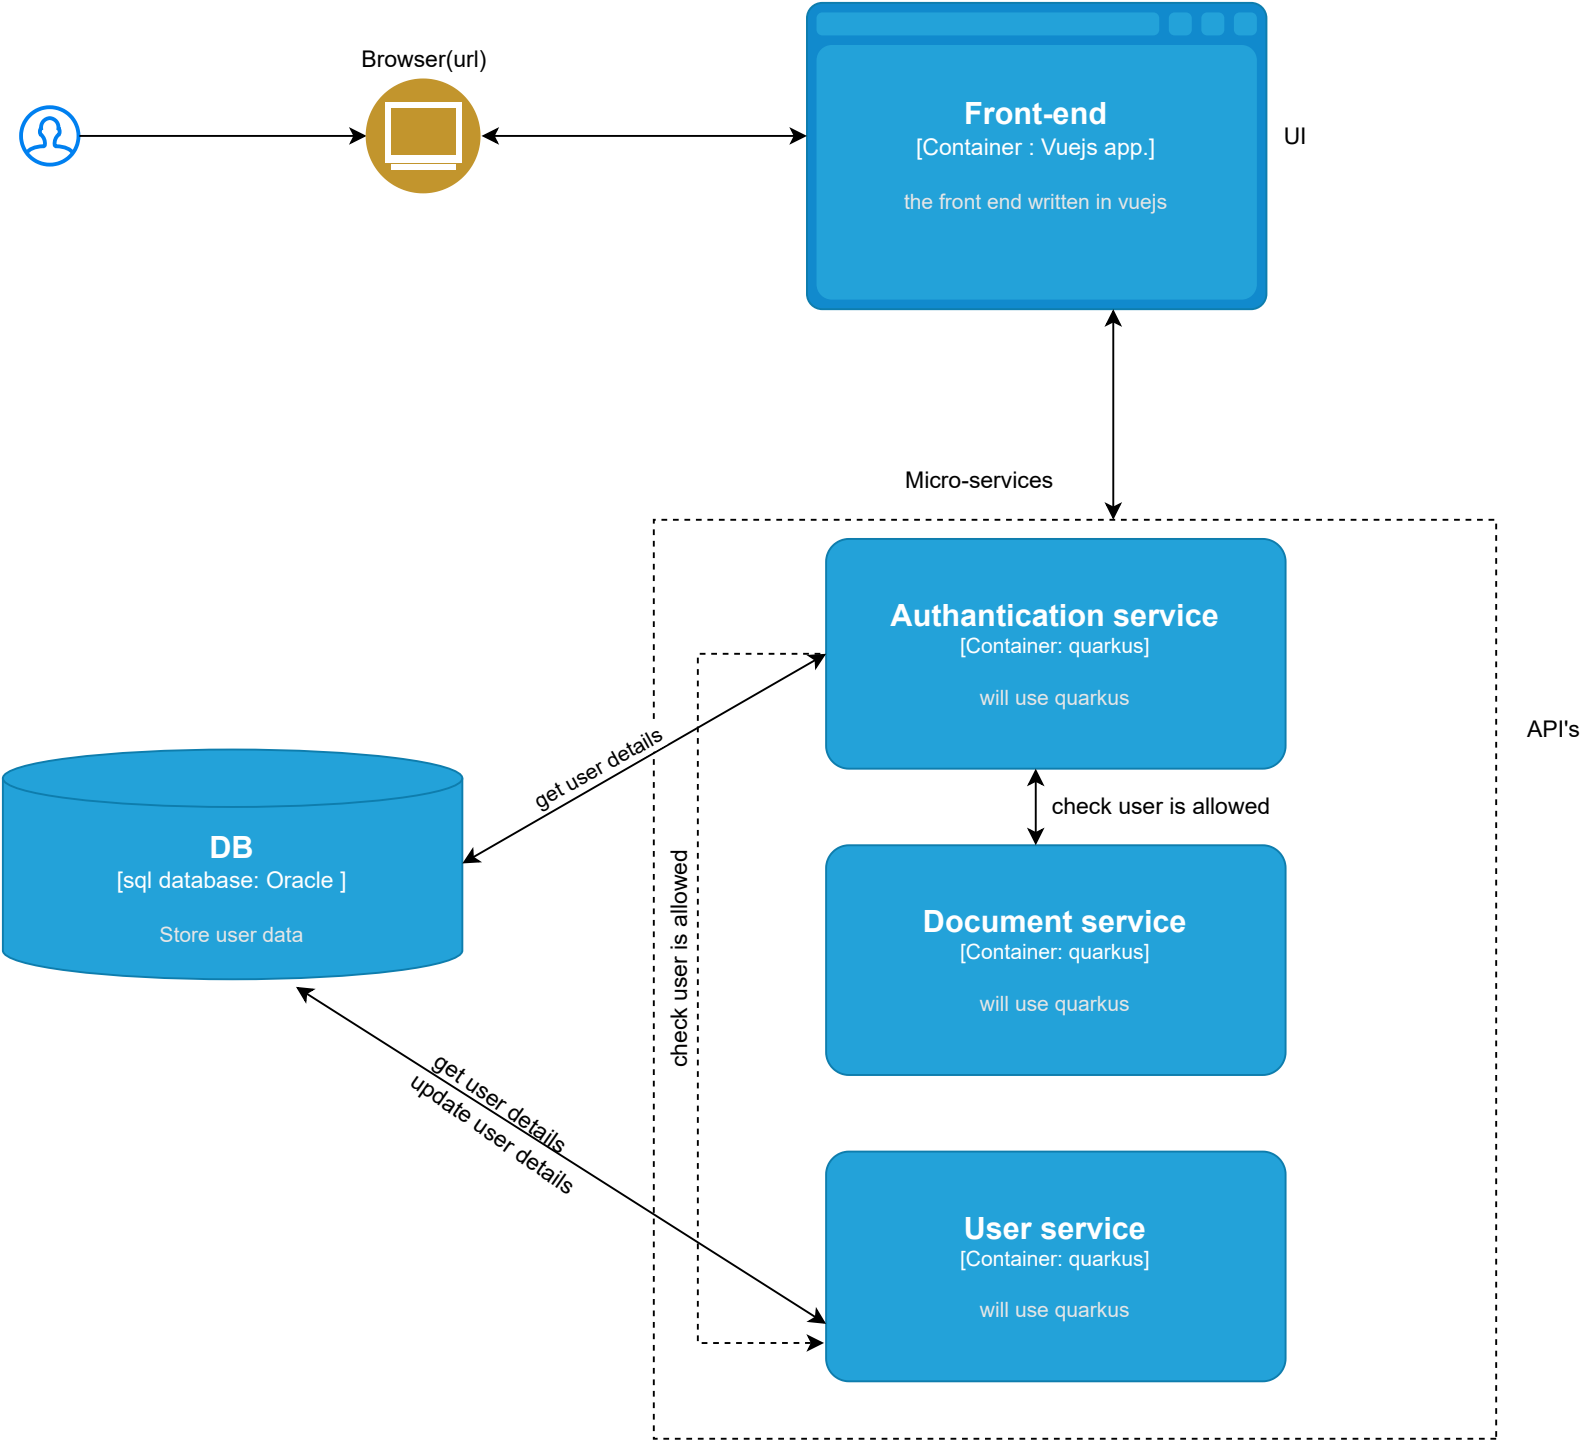 Browser(url)
Front-end
[Container : Vuejs app.]
the front end written in vuejs
UI
Micro-services
Authantication service
[Container: quarkus]
will use quarkus
API's
get user details
check user is allowed
DB
[sql database: Oracle ]
Store user data
check user is allowed
Document service
[Container: quarkus]
will use quarkus
get user details
update user details
User service
[Container: quarkus]
will use quarkus